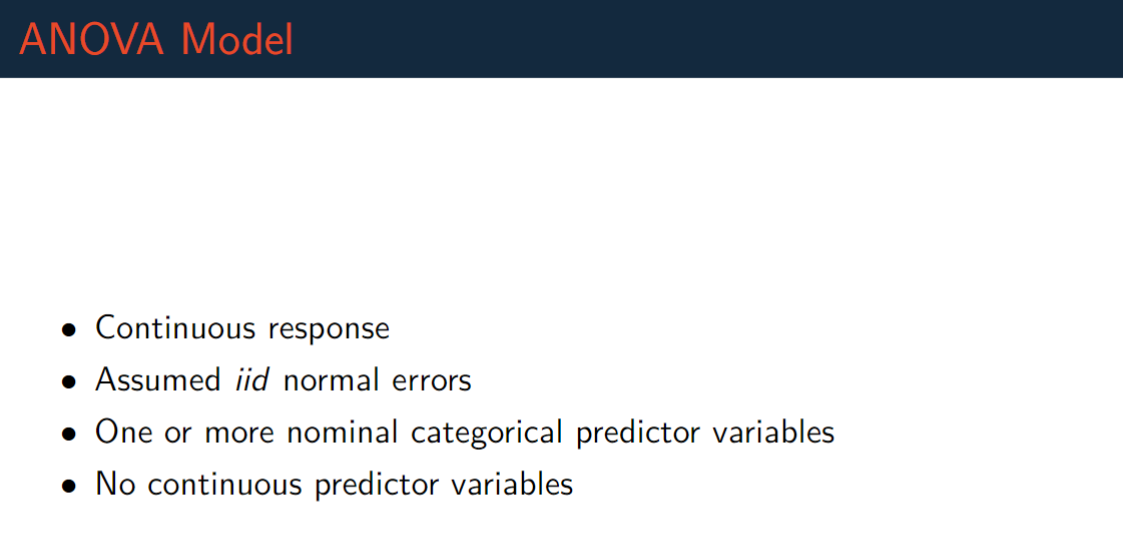 ANOVA Model
• Continuous response
• Assumed iid normal errors
• One or more nominal categorical predictor variables
• No continuous predictor variables